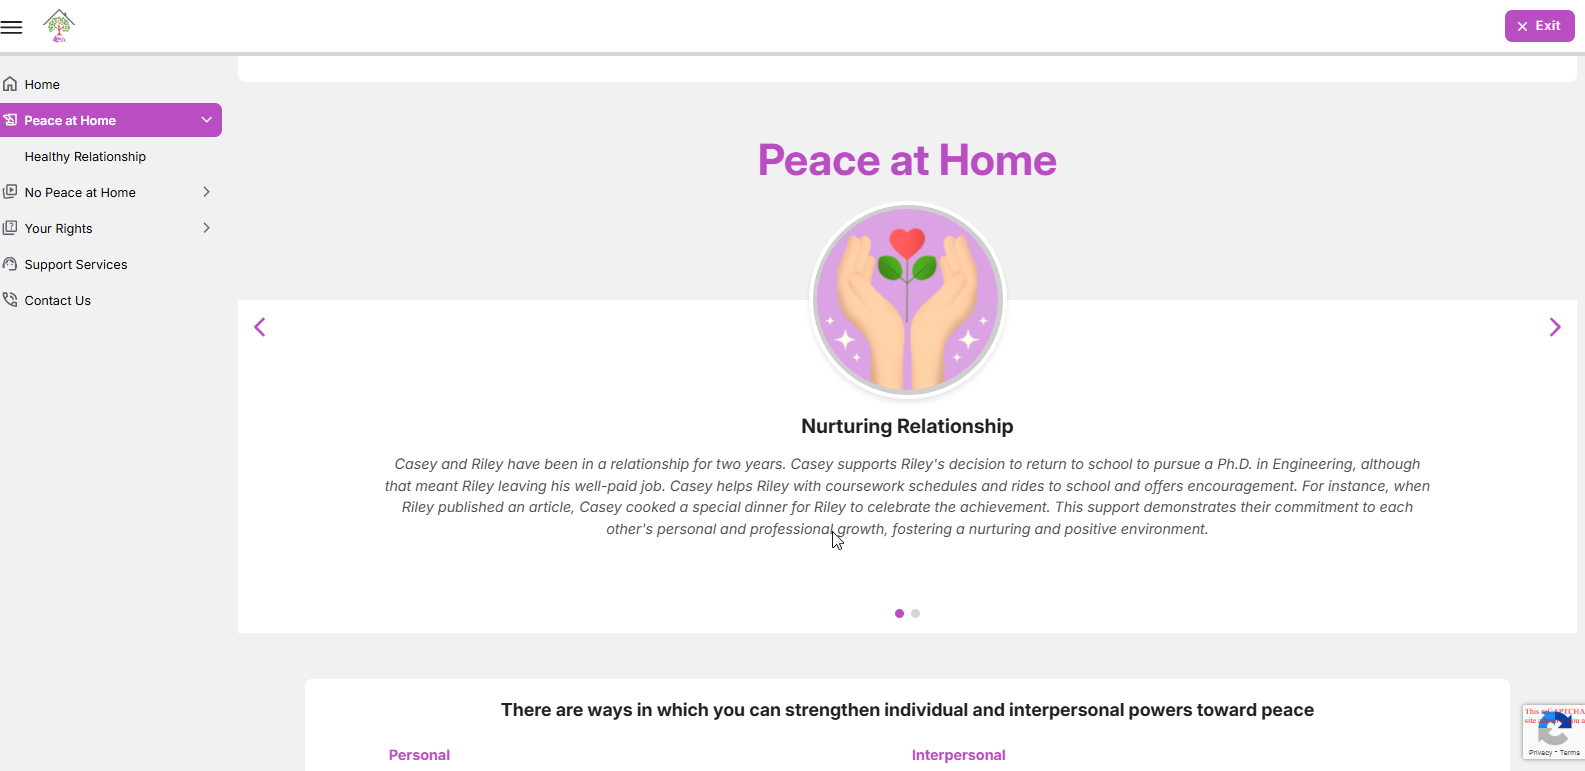 Exit
Home
Peace at Home
Healthy Relationship
No Peace at Home
Your Rights
Support Services
Contact Us
Peace at Home
Nurturing Relationship
Casey and Riley have been in a relationship for two years. Casey supports Riley's decision to return to school to pursue a Ph.D. in Engineering, although
that meant Riley leaving his well-paid job. Casey helps Riley with coursework schedules and rides to school and offers encouragement. For instance, when
Riley published an article, Casey cooked a special dinner for Riley to celebrate the achievement. This support demonstrates their commitment to each
other's personal and professional growth, fostering a nurturing and positive environment.
There are ways in which you can strengthen individual and interpersonal powers toward peace
Personal
Interpersonal
This reCAPTCHA
site
Privacy - Terms